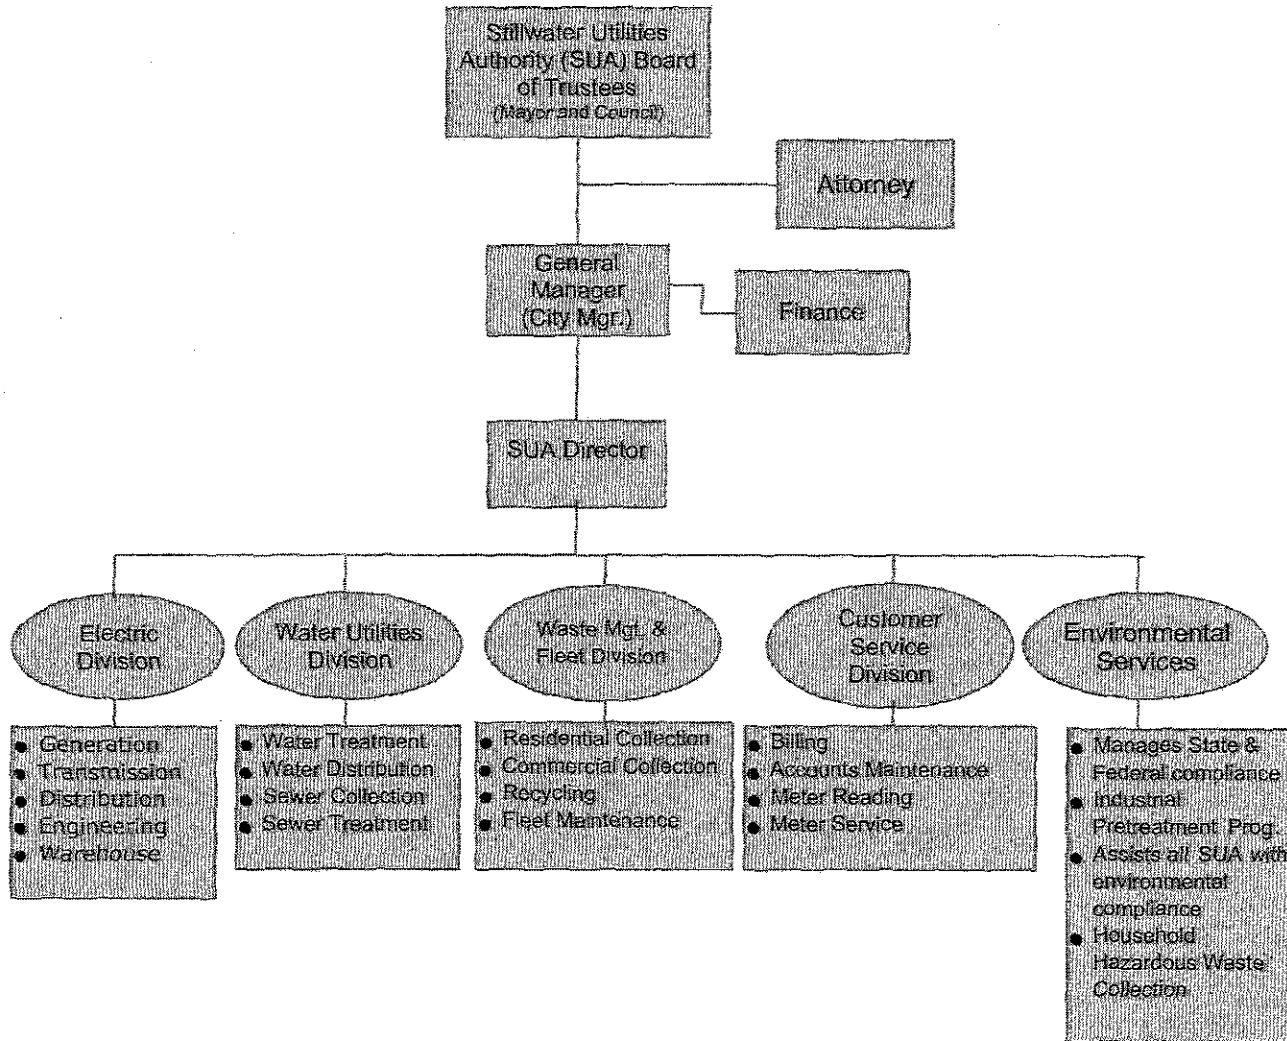 Stillwater Utilities
Authority (SUA) Board
of Trustees
(Mayor and Council)
Attorney
General
Manager
(City Mgr.)
Finance
SUA Director
Electric
Division
Water Utilities
Division
Waste Mgt. &
Fleet Division
Customer
Service
Division
Environmental
Services
● Generation
● Transmission
● Distribution
● Engineering
● Warehouse
● Water Treatment
● Water Distribution
● Sewer Collection
● Sewer Treatment
● Residential Collection
● Commercial Collection
● Recycling
● Fleet Maintenance
● Billing
● Accounts Maintenance
● Meter Reading
● Meter Service
● Manages State &
Federal compliance
● Industrial
Pretreatment Prog.
● Assists all SUA with
environmental
compliance
● Household
Hazardous Waste
Collection